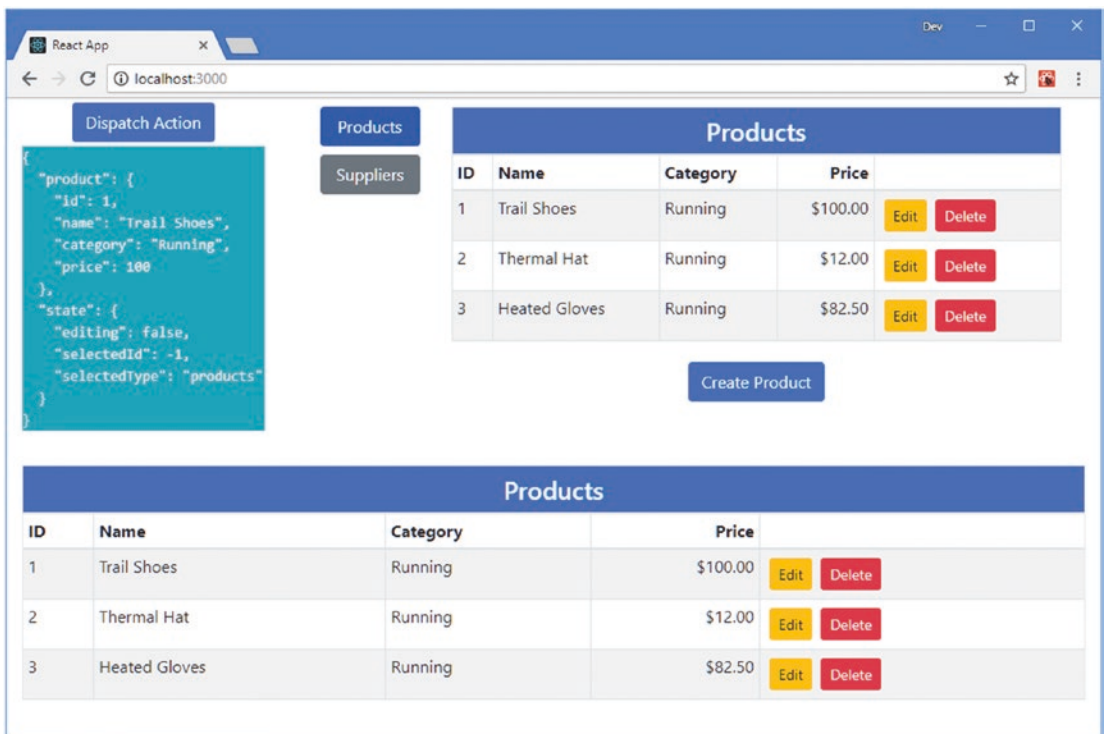 Dev
React App
localhost:3000
Dispatch Action
{
"product": {
"id": 1,
"name": "Trail Shoes",
"category": "Running",
"price": 100
},
"state": {
"editing": false,
"selectedId": -1,
"selectedType": "products"
}
}
Products
Suppliers
Products
ID Name Category Price
1 Trail Shoes Running $100.00 Edit Delete
2 Thermal Hat Running $12.00 Edit Delete
3 Heated Gloves Running $82.50 Edit Delete
Create Product
Products
ID Name Category Price
1 Trail Shoes Running $100.00 Edit Delete
2 Thermal Hat Running $12.00 Edit Delete
3 Heated Gloves Running $82.50 Edit Delete